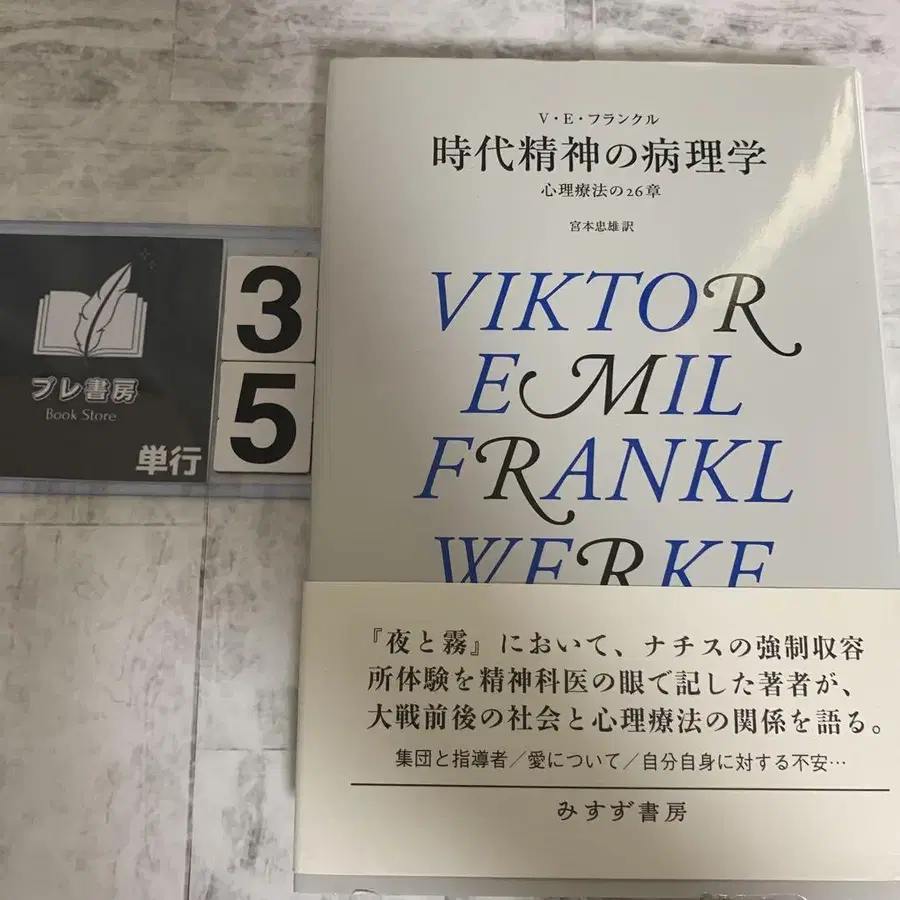 V・E・フランクル
時代精神の病理学
心理療法の26章
宮本忠雄訳
VIKTOR
EMIL
FRANKL
WERKE
『夜と霧』において、ナチスの強制収容
所体験を精神科医の眼で記した著者が、
大戦前後の社会と心理療法の関係を語る。
集団と指導者／愛について／自分自身に対する不安…
みすず書房
プレ書房
Book Store
単行
3
5